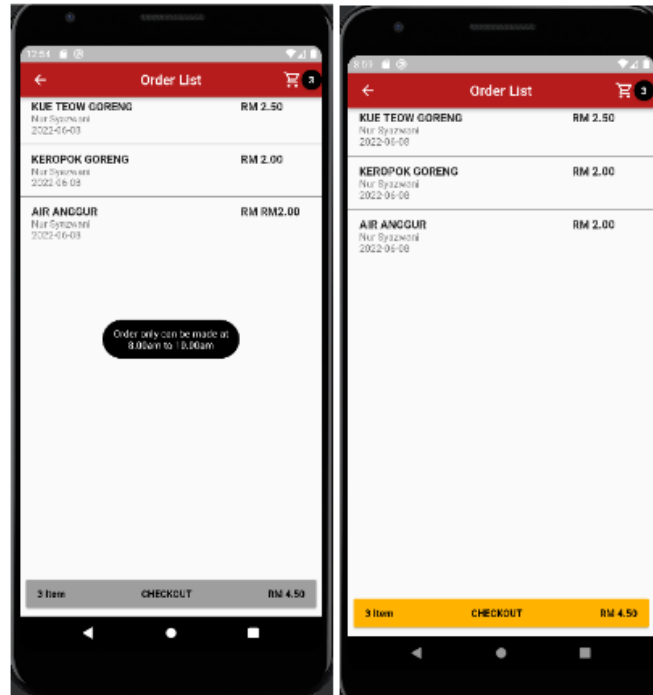 12:54
Order List
3
KUE TEOW GORENG RM 2.50
Nur Syazwani
2022-06-08
KEROPOK GORENG RM 2.00
Nur Syazwani
2022-06-08
AIR ANGGUR RM RM2.00
Nur Syazwani
2022-06-08
Order only can be made at
8.00am to 10.00am
3 Item CHECKOUT RM 4.50
8:09
Order List
3
KUE TEOW GORENG RM 2.50
Nur Syazwani
2022-06-08
KEROPOK GORENG RM 2.00
Nur Syazwani
2022-06-08
AIR ANGGUR RM 2.00
Nur Syazwani
2022-06-08
3 Item CHECKOUT RM 4.50